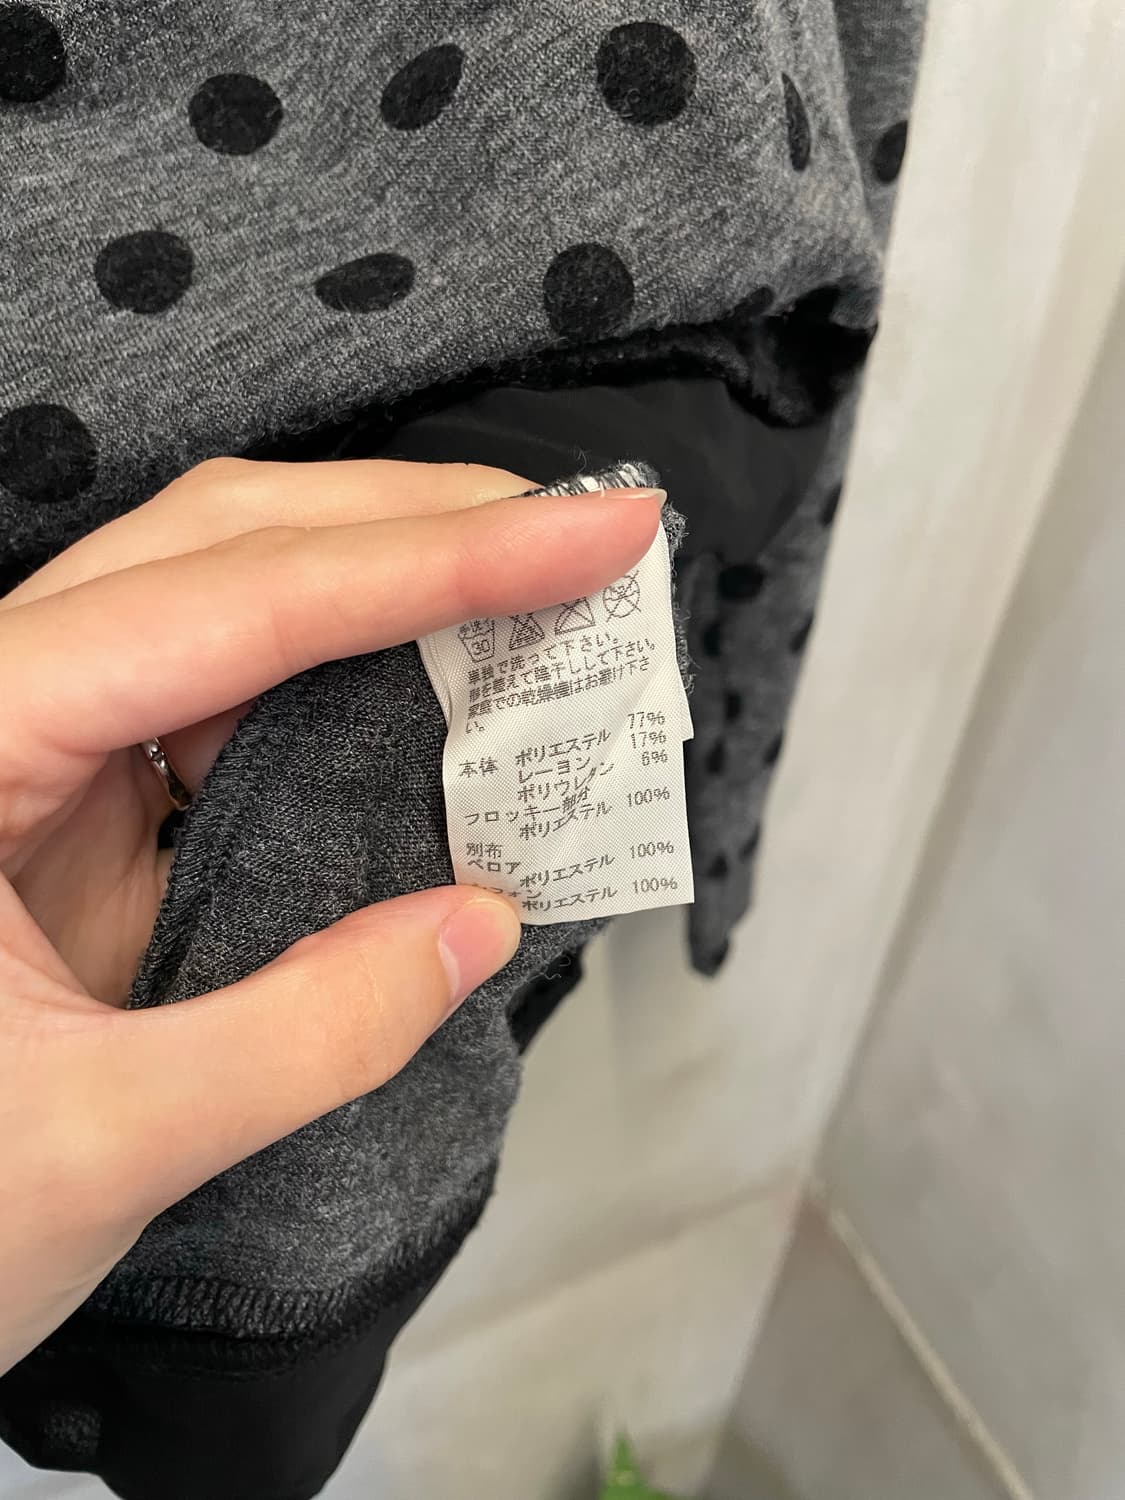 手洗い
30
単独で洗って下さい。
形を整えて陰干しして下さい。
家庭での乾燥機はお避け下さ
い。
本体 ポリエステル 77%
レーヨン 17%
ポリウレタン 6%
フロッキー部分
ポリエステル 100%
別布
ベロア
ポリエステル 100%
ポリエステル 100%